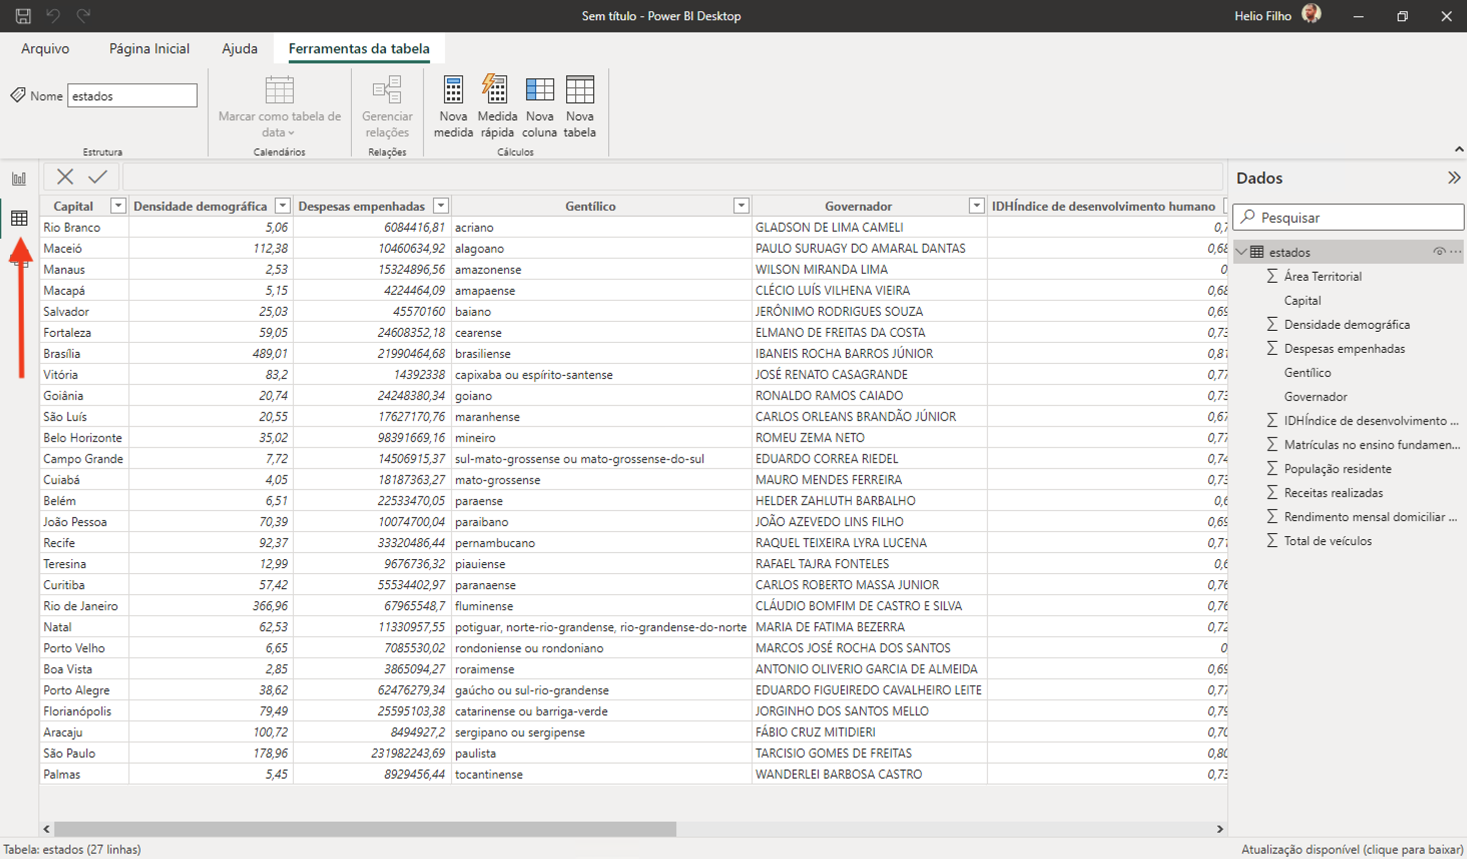 Sem título - Power BI Desktop
Helio Filho
Arquivo
Página Inicial
Ajuda
Ferramentas da tabela
Nome
estados
Estrutura
Marcar como tabela de
data
Calendários
Gerenciar
relações
Relações
Nova
medida
Medida
rápida
Nova
coluna
Nova
tabela
Cálculos
Capital Densidade demográfica Despesas empenhadas Gentílico Governador IDHÍndice de desenvolvimento humano
Rio Branco 5,06 6084416,81 acriano GLADSON DE LIMA CAMELI 0,7
Maceió 112,38 10460634,92 alagoano PAULO SURUAGY DO AMARAL DANTAS 0,68
Manaus 2,53 15324896,56 amazonense WILSON MIRANDA LIMA 0
Macapá 5,15 4224464,09 amapaense CLÉCIO LUÍS VILHENA VIEIRA 0,68
Salvador 25,03 45570160 baiano JERÔNIMO RODRIGUES SOUZA 0,69
Fortaleza 59,05 24608352,18 cearense ELMANO DE FREITAS DA COSTA 0,73
Brasília 489,01 21990464,68 brasiliense IBANEIS ROCHA BARROS JÚNIOR 0,81
Vitória 83,2 14392338 capixaba ou espírito-santense JOSÉ RENATO CASAGRANDE 0,77
Goiânia 20,74 24248380,34 goiano RONALDO RAMOS CAIADO 0,73
São Luís 20,55 17627170,76 maranhense CARLOS ORLEANS BRANDÃO JÚNIOR 0,67
Belo Horizonte 35,02 98391669,16 mineiro ROMEU ZEMA NETO 0,77
Campo Grande 7,72 14506915,37 sul-mato-grossense ou mato-grossense-do-sul EDUARDO CORREA RIEDEL 0,74
Cuiabá 4,05 18187363,27 mato-grossense MAURO MENDES FERREIRA 0,73
Belém 6,51 22533470,05 paraense HELDER ZAHLUTH BARBALHO 0,6
João Pessoa 70,39 10074700,04 paraibano JOÃO AZEVEDO LINS FILHO 0,69
Recife 92,37 33320486,44 pernambucano RAQUEL TEIXEIRA LYRA LUCENA 0,71
Teresina 12,99 9676736,32 piauiense RAFAEL TAJRA FONTELES 0,6
Curitiba 57,42 55534402,97 paranaense CARLOS ROBERTO MASSA JUNIOR 0,76
Rio de Janeiro 366,96 67965548,7 fluminense CLÁUDIO BOMFIM DE CASTRO E SILVA 0,76
Natal 62,53 11330957,55 potiguar, norte-rio-grandense, rio-grandense-do-norte MARIA DE FATIMA BEZERRA 0,72
Porto Velho 6,65 7085530,02 rondoniense ou rondoniano MARCOS JOSÉ ROCHA DOS SANTOS 0
Boa Vista 2,85 3865094,27 roraimense ANTONIO OLIVERIO GARCIA DE ALMEIDA 0,69
Porto Alegre 38,62 62476279,34 gaúcho ou sul-rio-grandense EDUARDO FIGUEIREDO CAVALHEIRO LEITE 0,77
Florianópolis 79,49 25595103,38 catarinense ou barriga-verde JORGINHO DOS SANTOS MELLO 0,79
Aracaju 100,72 8494927,2 sergipano ou sergipense FÁBIO CRUZ MITIDIERI 0,70
São Paulo 178,96 231982243,69 paulista TARCISIO GOMES DE FREITAS 0,80
Palmas 5,45 8929456,44 tocantinense WANDERLEI BARBOSA CASTRO 0,73
Dados
Pesquisar
estados
Área Territorial
Capital
Densidade demográfica
Despesas empenhadas
Gentílico
Governador
IDHÍndice de desenvolvimento ...
Matrículas no ensino fundamen...
População residente
Receitas realizadas
Rendimento mensal domiciliar ...
Total de veículos
Tabela: estados (27 linhas)
Atualização disponível (clique para baixar)